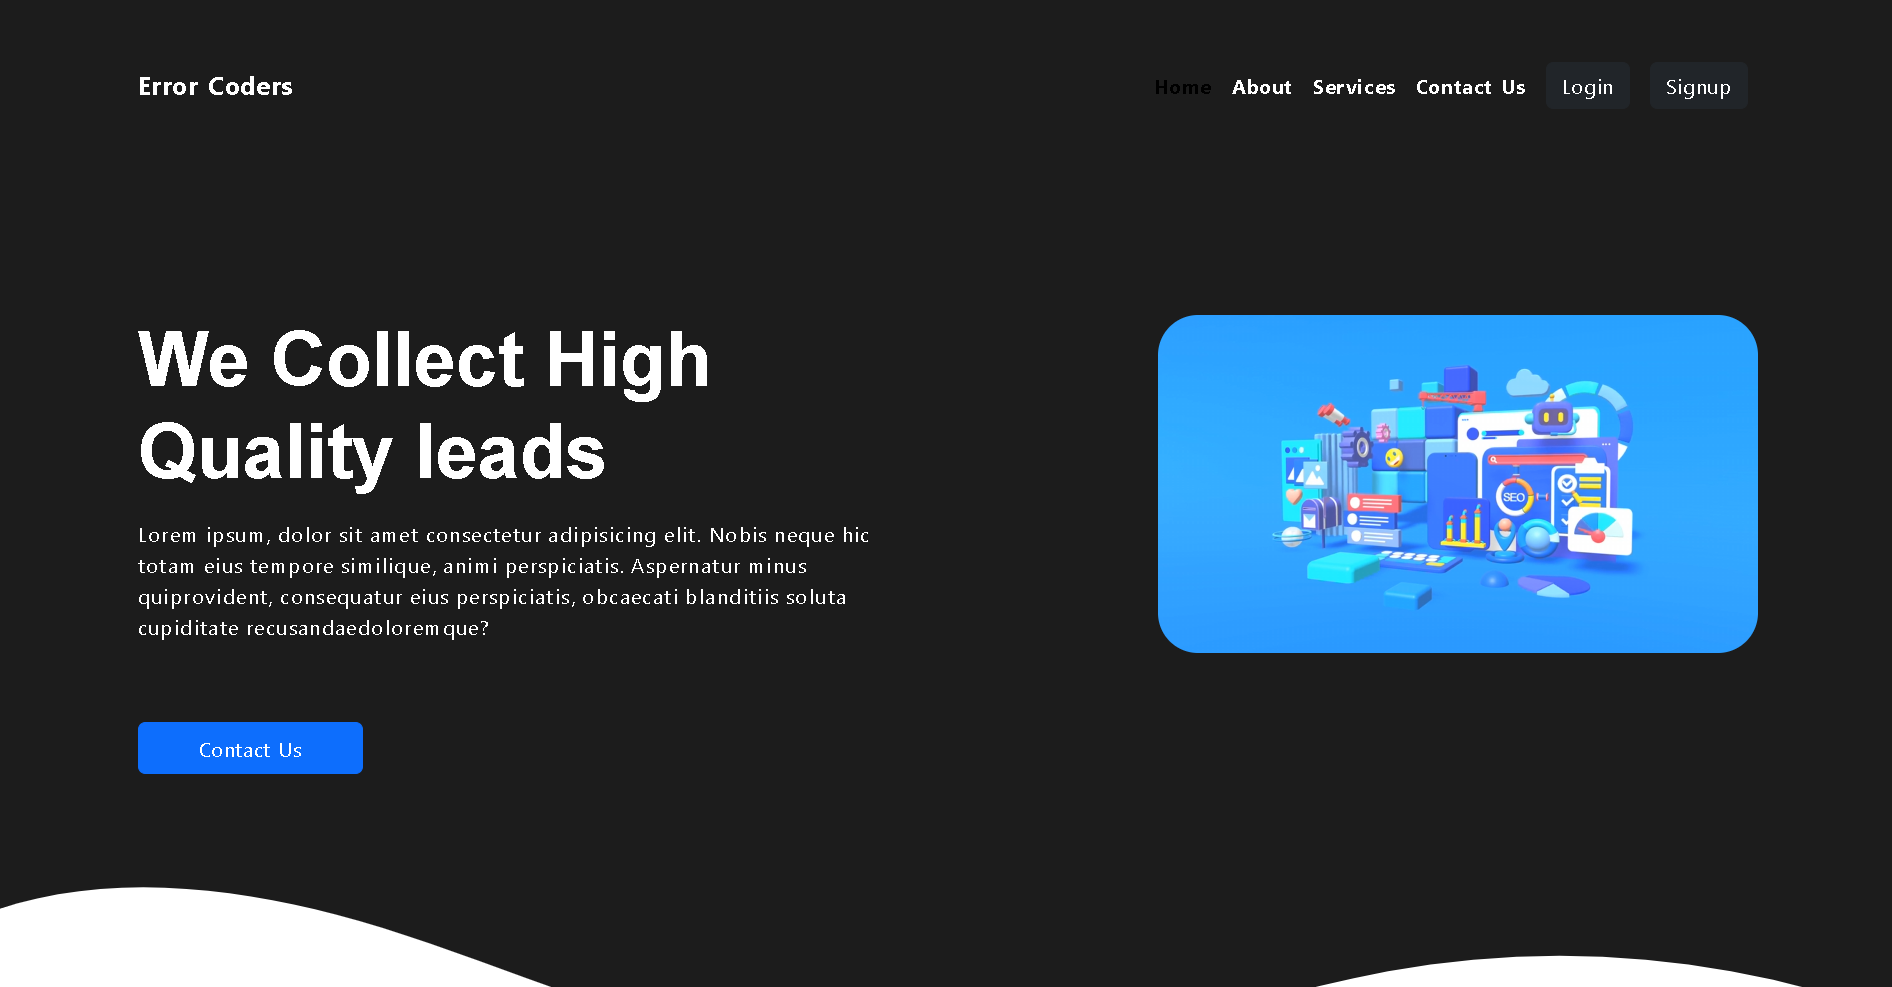 Error Coders
Home About Services Contact Us Login Signup
We Collect High
Quality leads
Lorem ipsum, dolor sit amet consectetur adipisicing elit. Nobis neque hic
totam eius tempore similique, animi perspiciatis. Aspernatur minus
quiprovident, consequatur eius perspiciatis, obcaecati blanditiis soluta
cupiditate recusandaedoloremque?
SEO
Contact Us